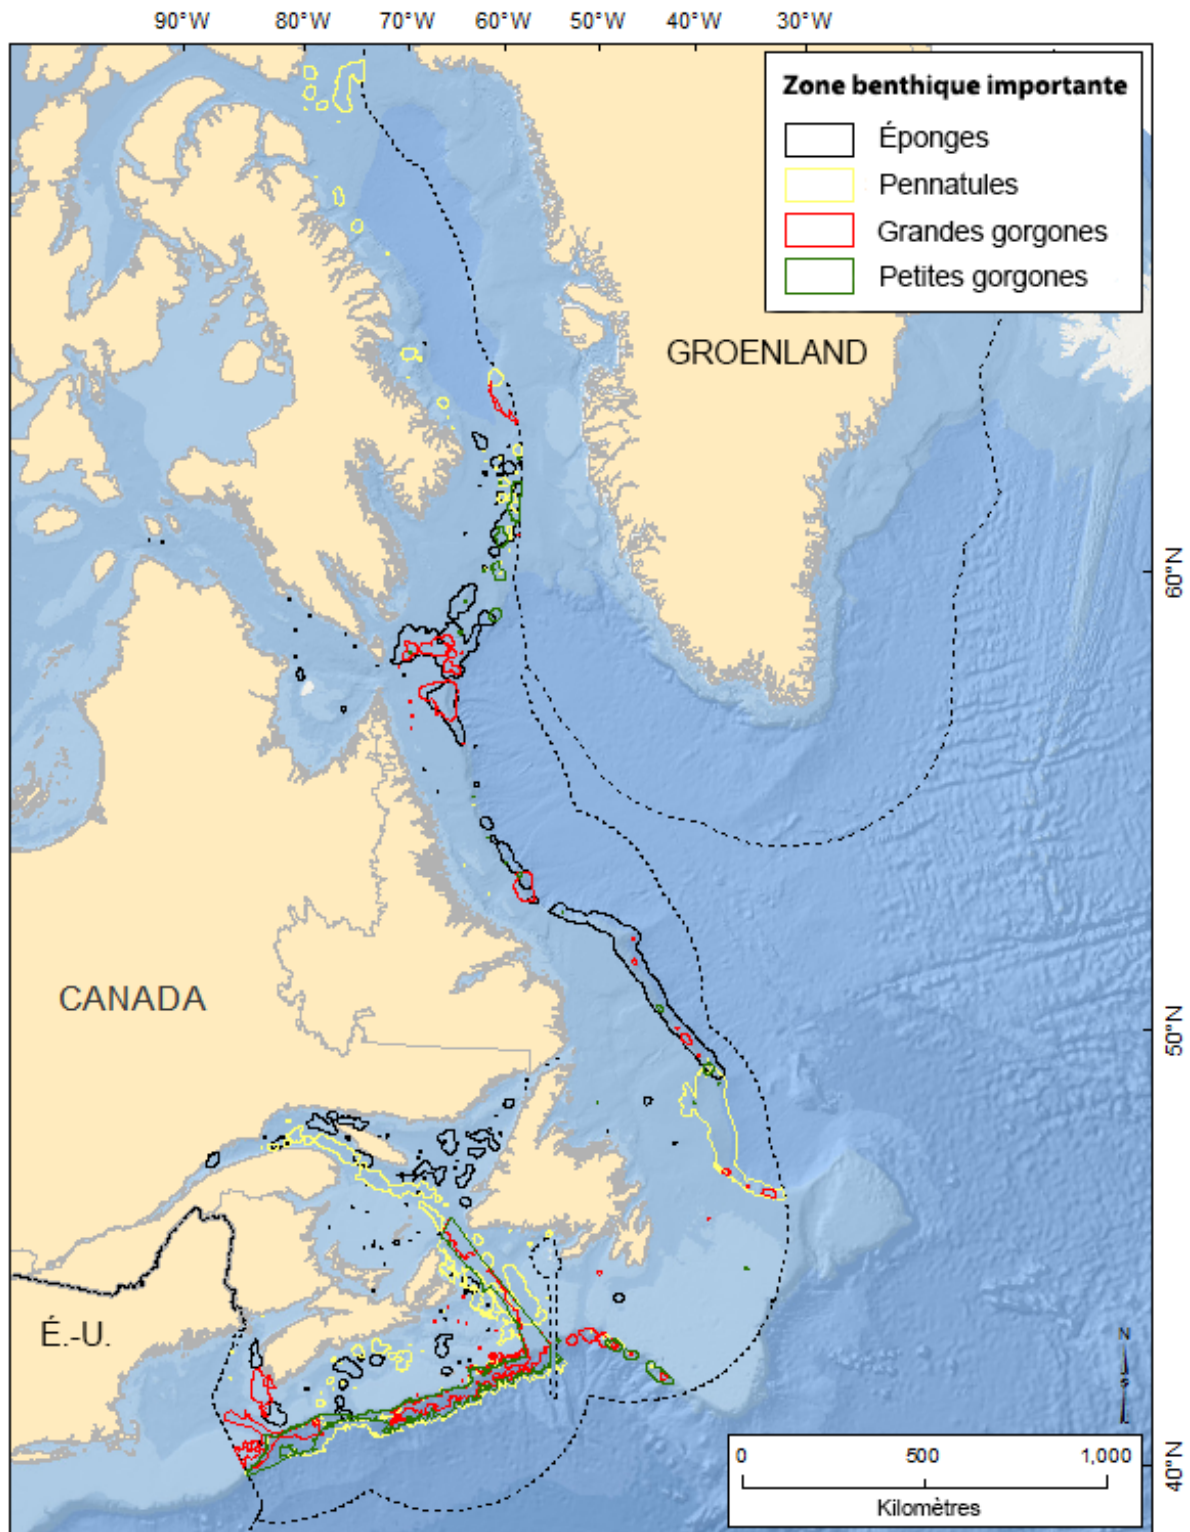 90°W 80°W 70°W 60°W 50°W 40°W 30°W
Zone benthique importante
Éponges
Pennatules
Grandes gorgones
Petites gorgones
GROENLAND
60°N
CANADA
50°N
É.-U.
N
40°N
0 500 1,000
Kilomètres